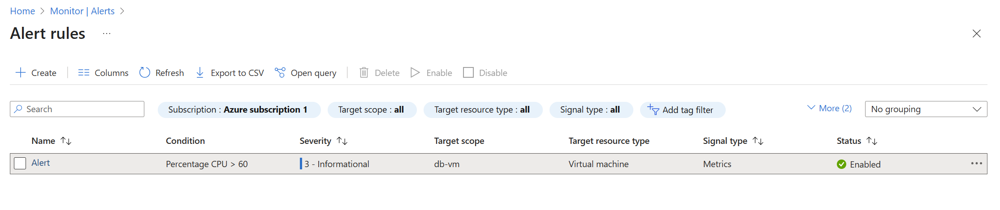 Home > Monitor | Alerts >
Alert rules ...
Create Columns Refresh Export to CSV Open query Delete Enable Disable
Search Subscription : Azure subscription 1 Target scope : all Target resource type : all Signal type : all Add tag filter More (2) No grouping
Name Condition Severity Target scope Target resource type Signal type Status
Alert Percentage CPU > 60 3 - Informational db-vm Virtual machine Metrics Enabled ...